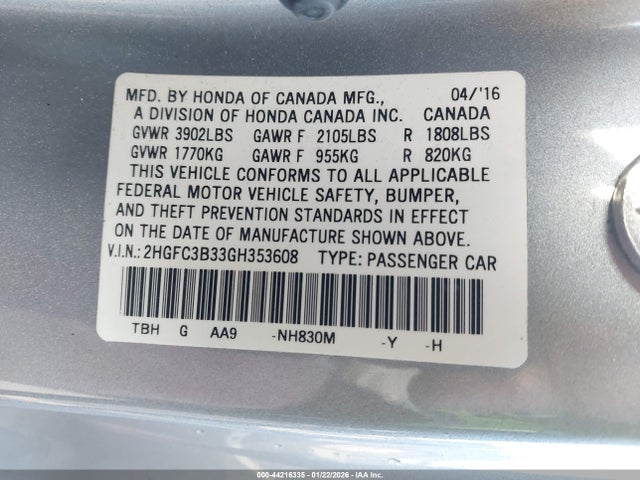 MFD. BY HONDA OF CANADA MFG., 04/'16
A DIVISION OF HONDA CANADA INC. CANADA
GVWR 3902LBS GAWR F 2105LBS R 1808LBS
GVWR 1770KG GAWR F 955KG R 820KG
THIS VEHICLE CONFORMS TO ALL APPLICABLE
FEDERAL MOTOR VEHICLE SAFETY, BUMPER,
AND THEFT PREVENTION STANDARDS IN EFFECT
ON THE DATE OF MANUFACTURE SHOWN ABOVE.
V.I.N.: 2HGFC3B33GH353608 TYPE: PASSENGER CAR
TBH G AA9 -NH830M -Y -H
000-44216335 - 01/22/2026 - IAA Inc.